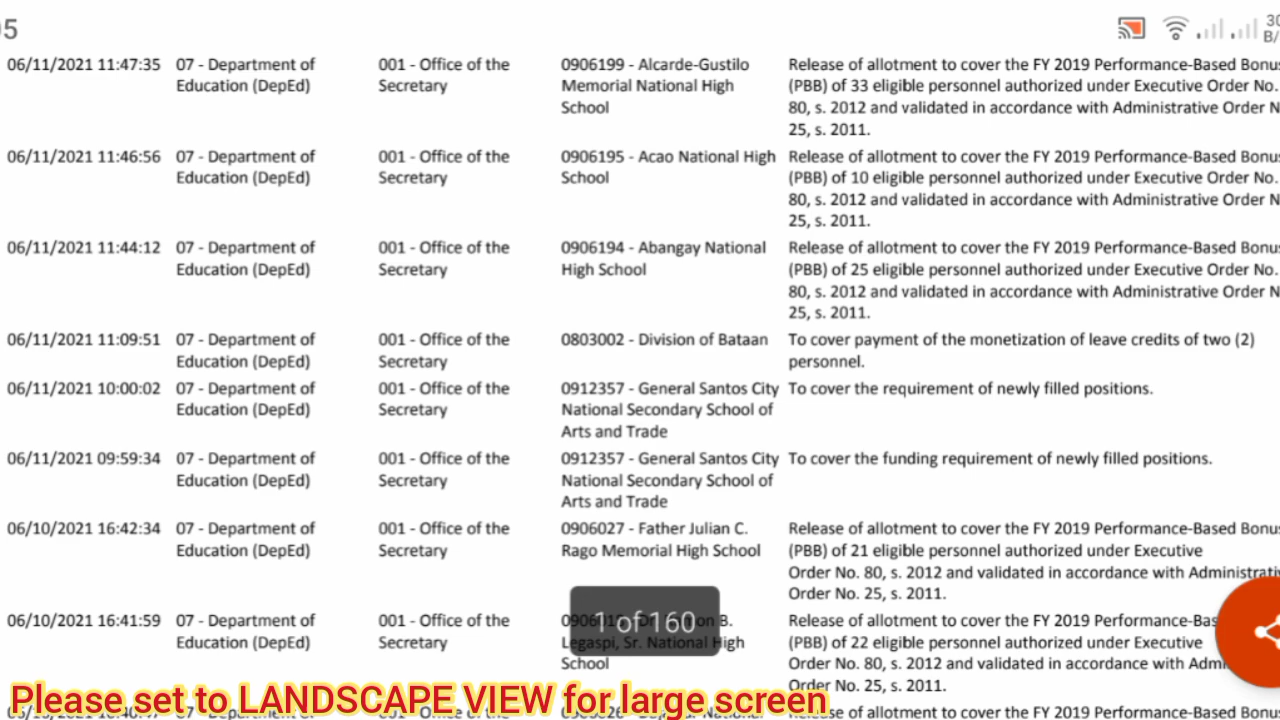 06/11/2021 11:47:35 07 - Department of 001 - Office of the 0906199 - Alcarde-Gustilo Release of allotment to cover the FY 2019 Performance-Based Bonus
Education (DepEd) Secretary Memorial National High (PBB) of 33 eligible personnel authorized under Executive Order No.
School 80, s. 2012 and validated in accordance with Administrative Order N
25, s. 2011.
06/11/2021 11:46:56 07 - Department of 001 - Office of the 0906195 - Acao National High Release of allotment to cover the FY 2019 Performance-Based Bonus
Education (DepEd) Secretary School (PBB) of 10 eligible personnel authorized under Executive Order No.
80, s. 2012 and validated in accordance with Administrative Order N
25, s. 2011.
06/11/2021 11:44:12 07 - Department of 001 - Office of the 0906194 - Abangay National Release of allotment to cover the FY 2019 Performance-Based Bonus
Education (DepEd) Secretary High School (PBB) of 25 eligible personnel authorized under Executive Order No.
80, s. 2012 and validated in accordance with Administrative Order N
25, s. 2011.
06/11/2021 11:09:51 07 - Department of 001 - Office of the 0803002 - Division of Bataan To cover payment of the monetization of leave credits of two (2)
Education (DepEd) Secretary personnel.
06/11/2021 10:00:02 07 - Department of 001 - Office of the 0912357 - General Santos City To cover the requirement of newly filled positions.
Education (DepEd) Secretary National Secondary School of
Arts and Trade
06/11/2021 09:59:34 07 - Department of 001 - Office of the 0912357 - General Santos City To cover the funding requirement of newly filled positions.
Education (DepEd) Secretary National Secondary School of
Arts and Trade
06/10/2021 16:42:34 07 - Department of 001 - Office of the 0906027 - Father Julian C. Release of allotment to cover the FY 2019 Performance-Based Bonus
Education (DepEd) Secretary Rago Memorial High School (PBB) of 21 eligible personnel authorized under Executive
Order No. 80, s. 2012 and validated in accordance with Administrativ
Order No. 25, s. 2011.
06/10/2021 16:41:59 07 - Department of 001 - Office of the B. Release of allotment to cover the FY 2019 Performance-Bas
Education (DepEd) Secretary Legaspi, Sr. National High (PBB) of 22 eligible personnel authorized under Executive
School Order No. 80, s. 2012 and validated in accordance with Adm
Order No. 25, s. 2011.
1 of 160
Please set to LANDSCAPE VIEW for large screen
of allotment to cover the FY 2019 Performance-Based Bonus